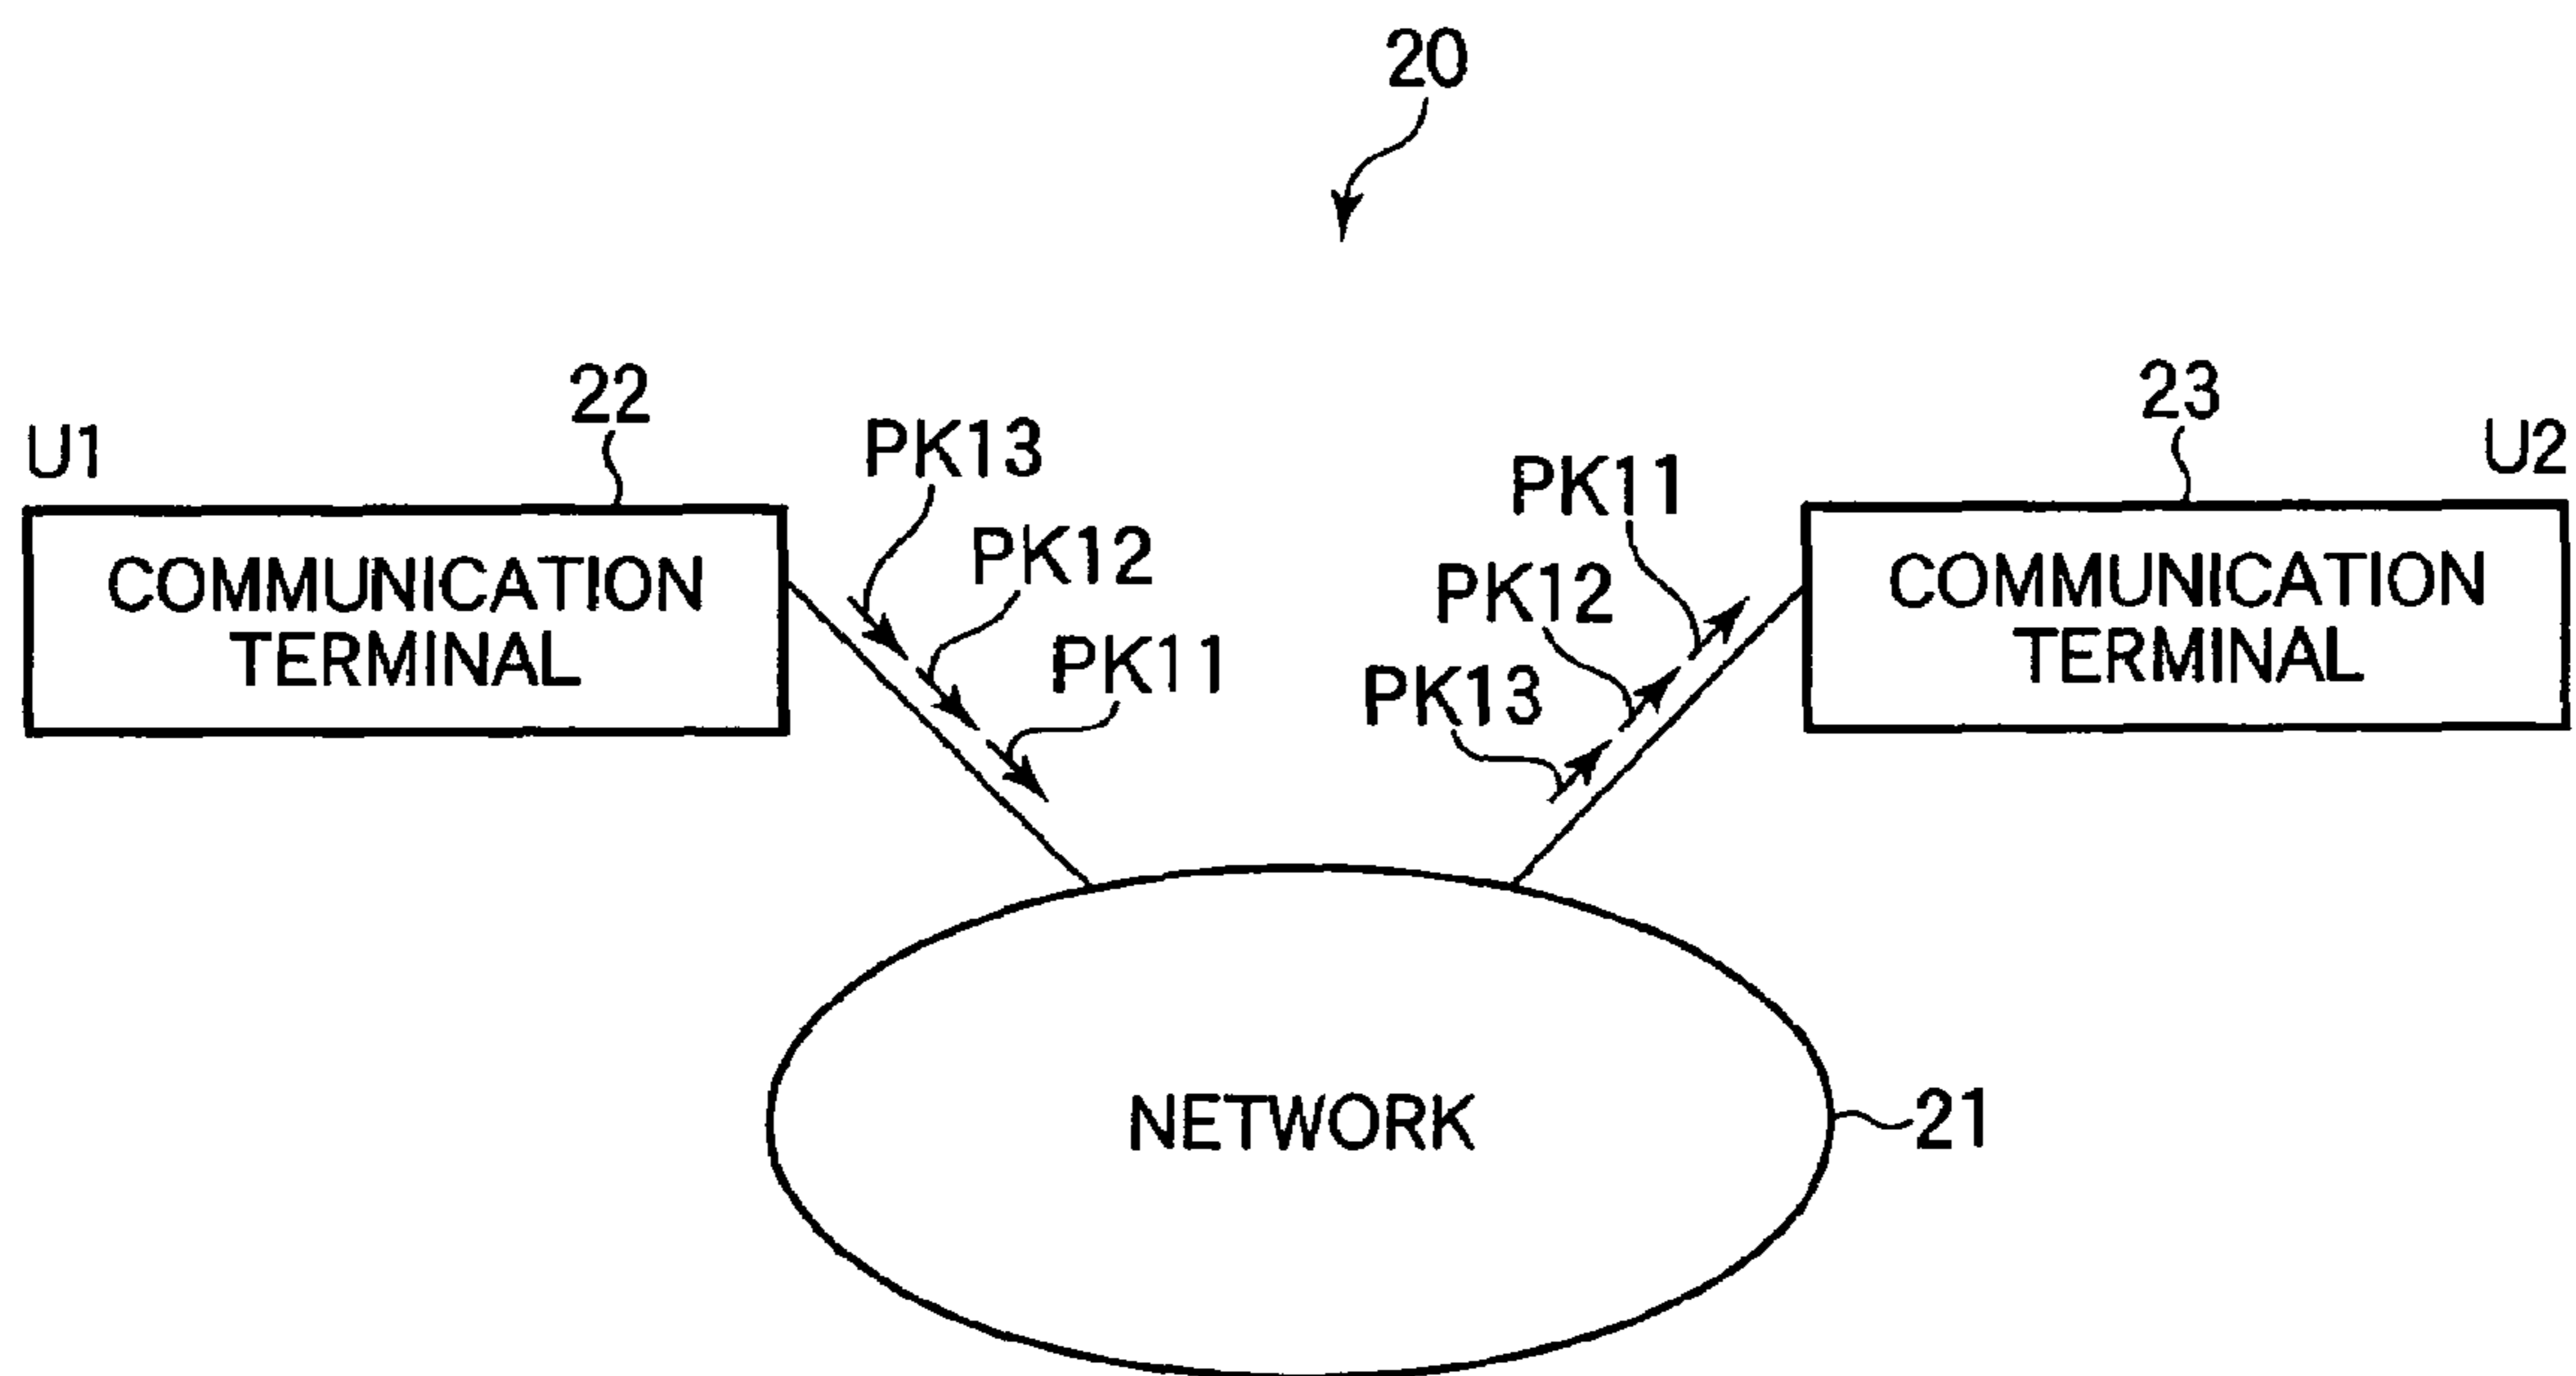 20
22
23
U1
PK13
PK11
U2
COMMUNICATION
TERMINAL
PK12
PK12
COMMUNICATION
TERMINAL
PK11
PK13
NETWORK
21